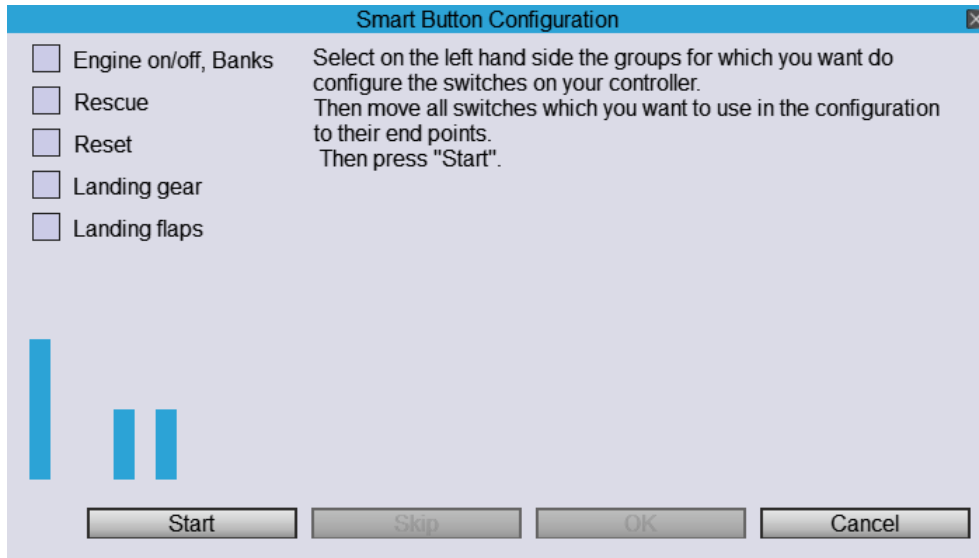 Smart Button Configuration
Engine on/off, Banks
Rescue
Reset
Landing gear
Landing flaps
Select on the left hand side the groups for which you want do
configure the switches on your controller.
Then move all switches which you want to use in the configuration
to their end points.
Then press "Start".
Start
Skip
OK
Cancel